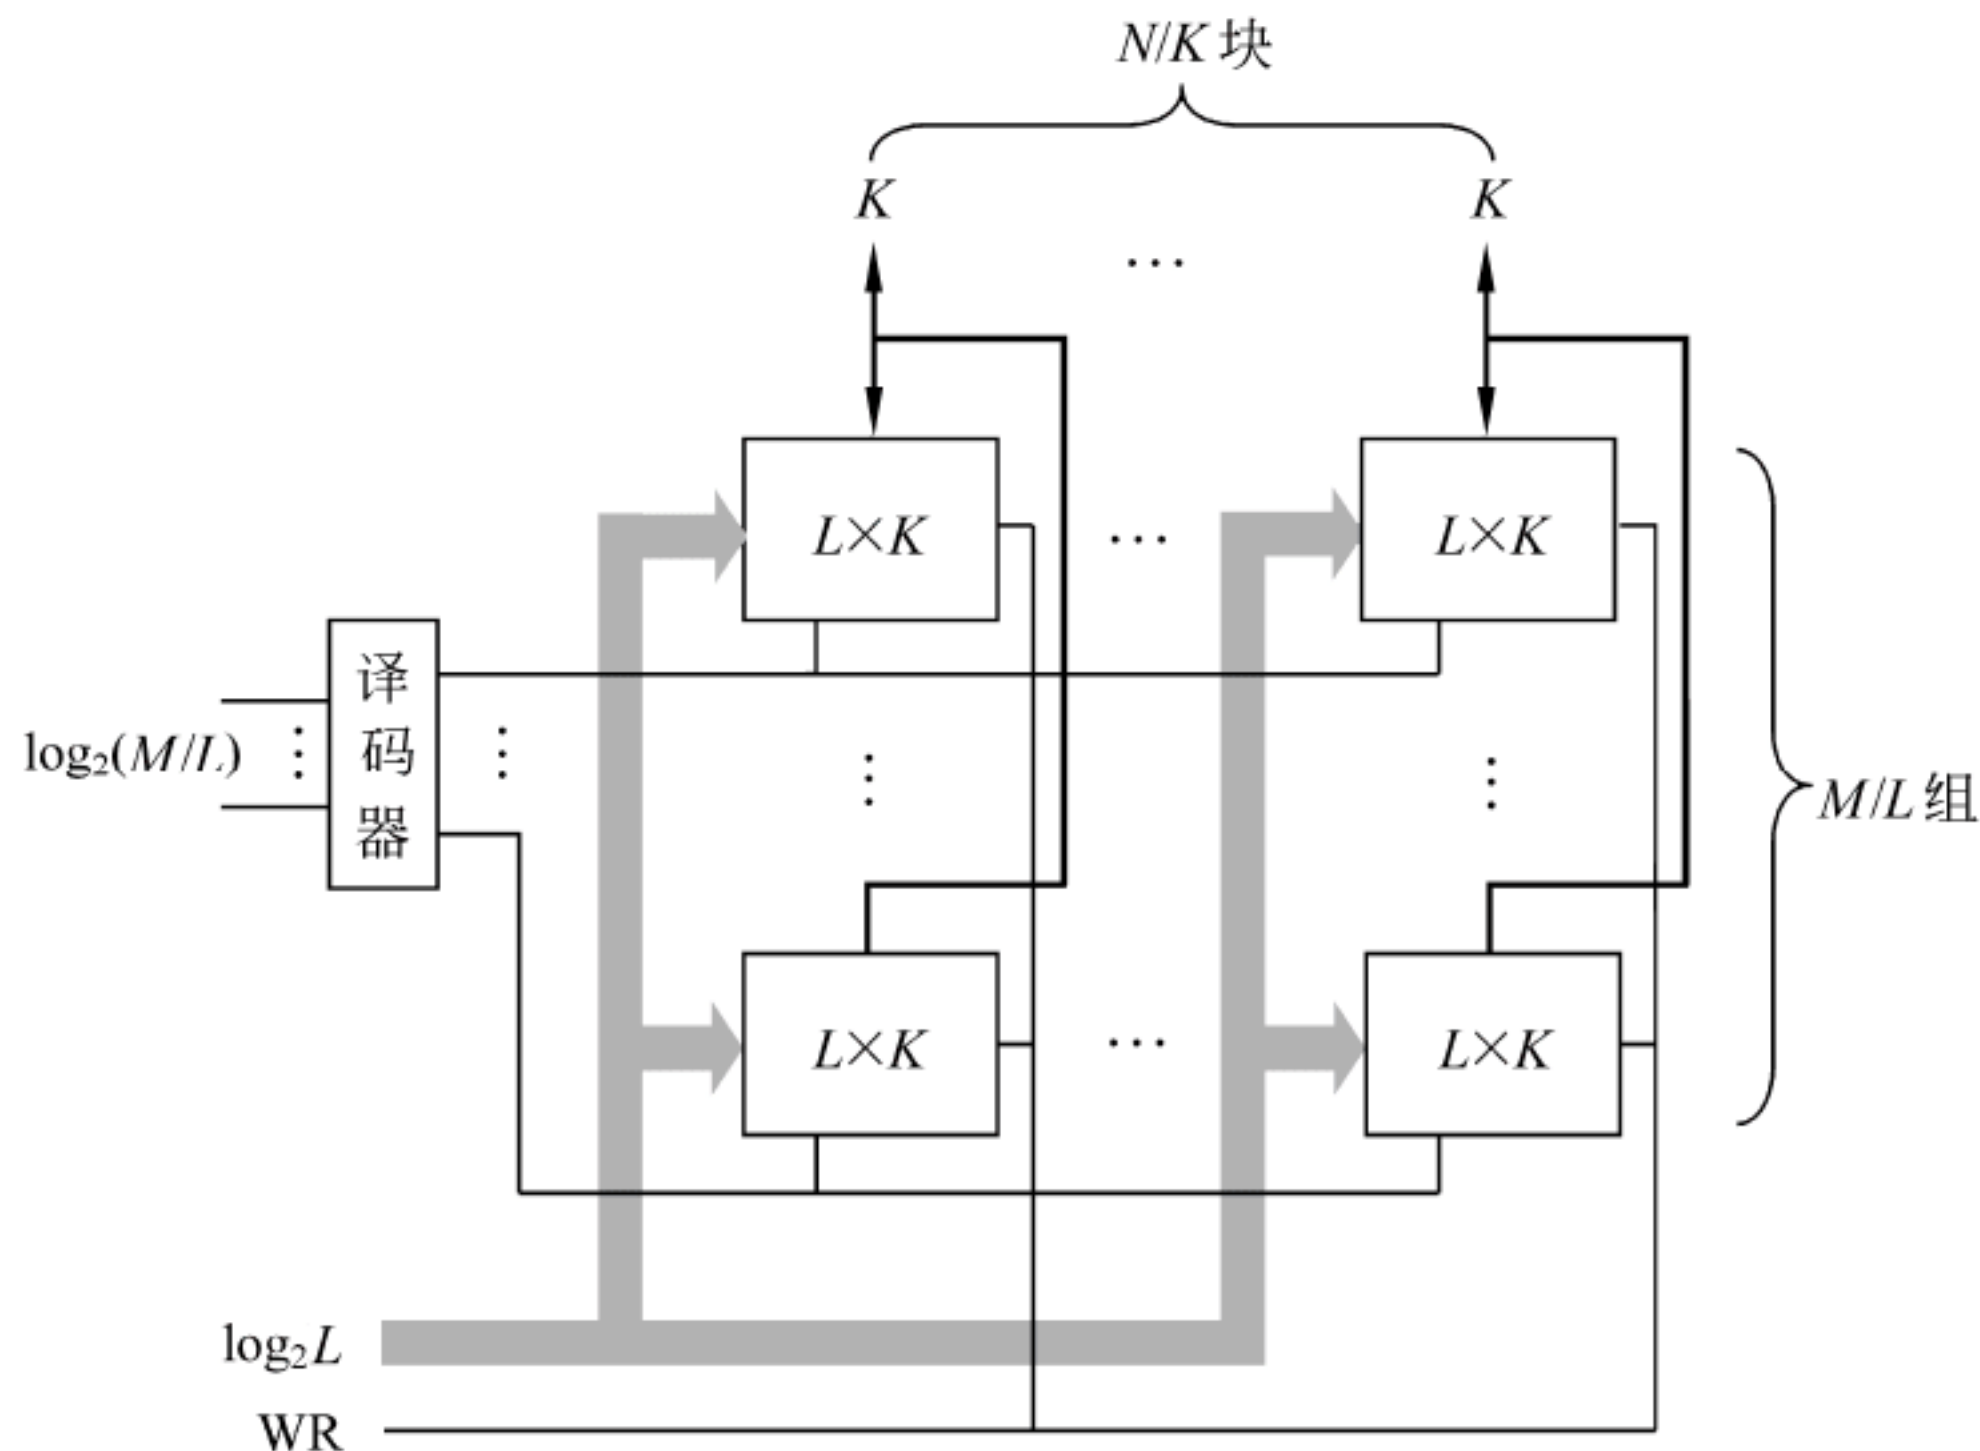 N/K 块
K
K
…
L×K
…
L×K
译码器
log₂(M/L)
⋮
⋮
⋮
⋮
M/L 组
L×K
…
L×K
log₂L
WR